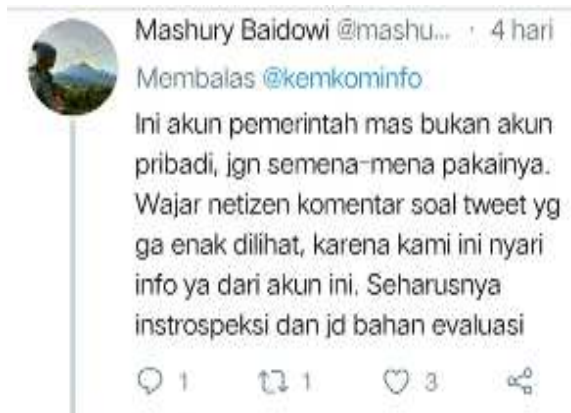 Mashury Baidowi @mashu... · 4 hari
Membalas @kemkominfo
Ini akun pemerintah mas bukan akun
pribadi, jgn semena-mena pakainya.
Wajar netizen komentar soal tweet yg
ga enak dilihat, karena kami ini nyari
info ya dari akun ini. Seharusnya
instrospeksi dan jd bahan evaluasi
1 1 3